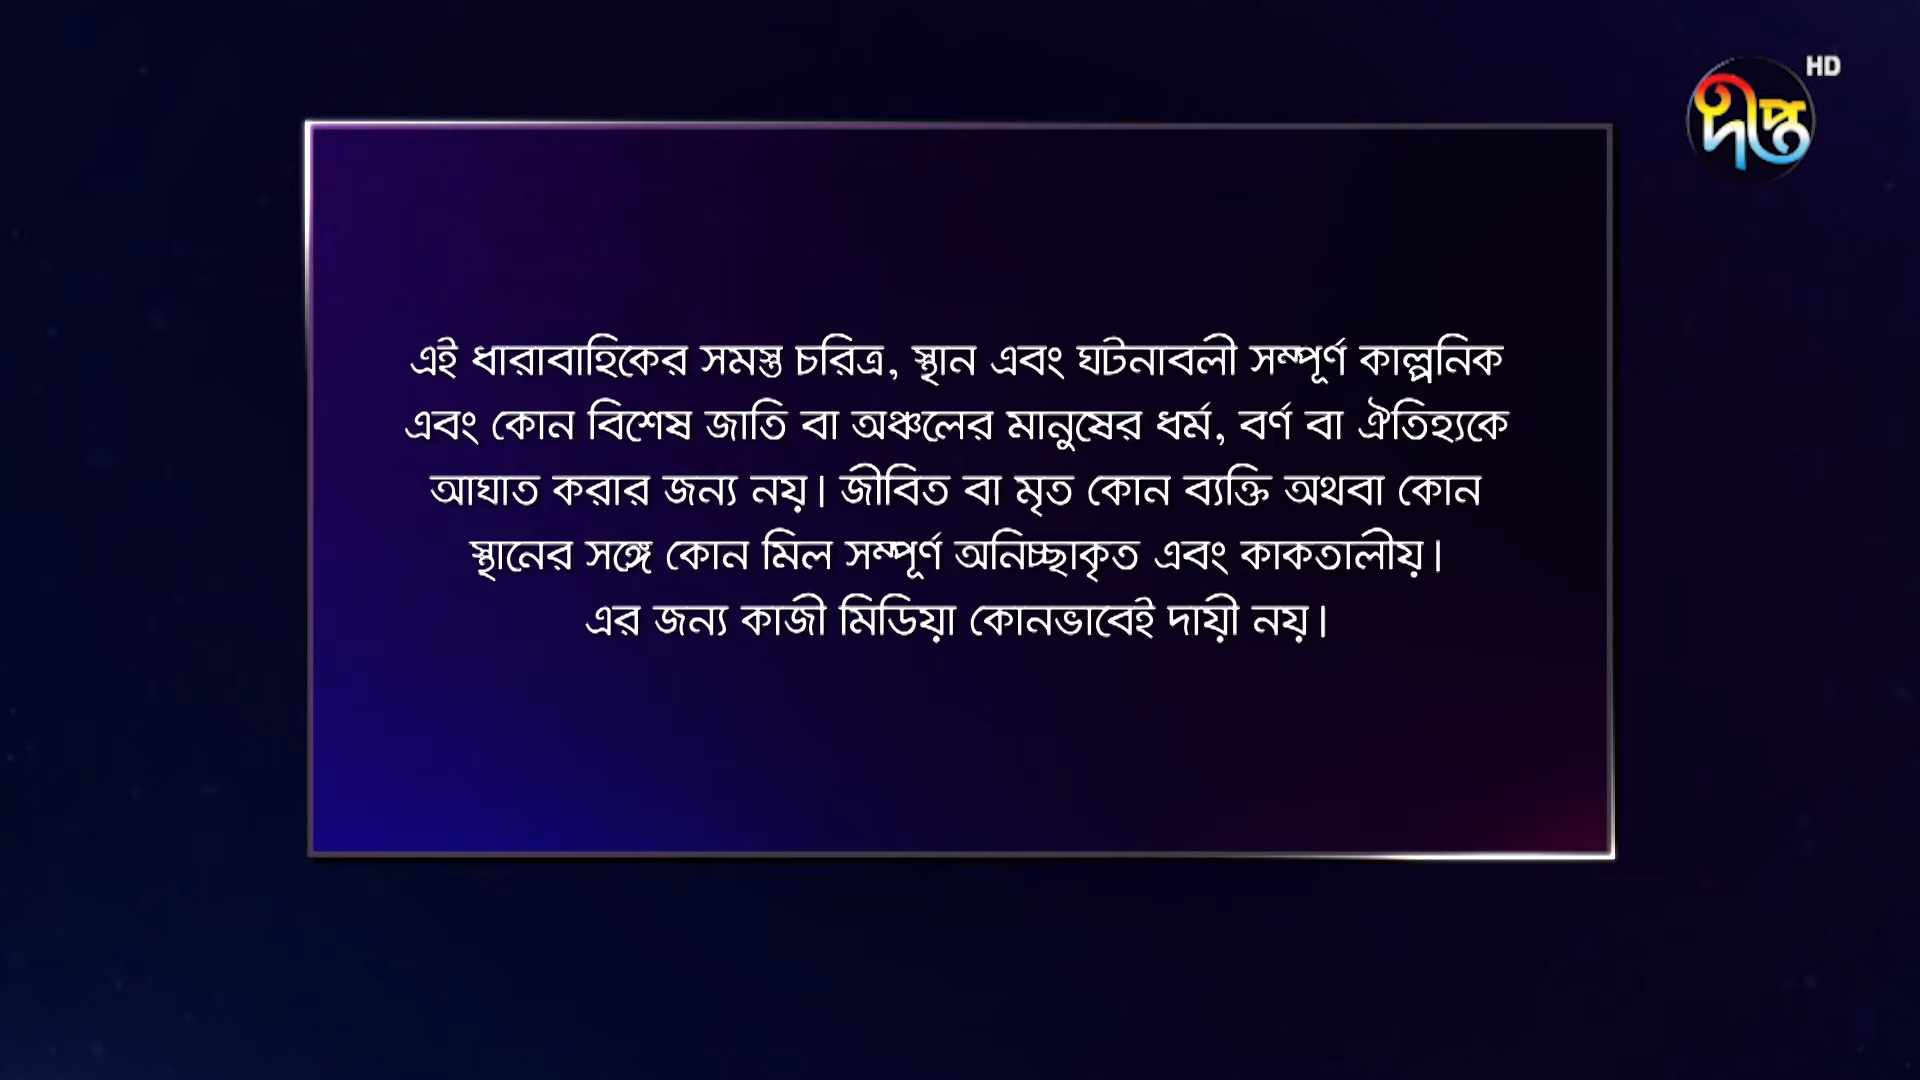 HD
দীপ্ত
এই ধারাবাহিকের সমস্ত চরিত্র, স্থান এবং ঘটনাবলী সম্পূর্ণ কাল্পনিক
এবং কোন বিশেষ জাতি বা অঞ্চলের মানুষের ধর্ম, বর্ণ বা ঐতিহ্যকে
আঘাত করার জন্য নয়। জীবিত বা মৃত কোন ব্যক্তি অথবা কোন
স্থানের সঙ্গে কোন মিল সম্পূর্ণ অনিচ্ছাকৃত এবং কাকতালীয়।
এর জন্য কাজী মিডিয়া কোনভাবেই দায়ী নয়।